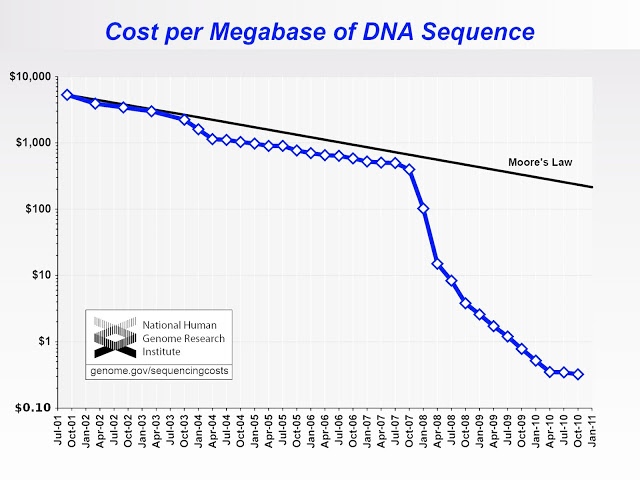 Cost per Megabase of DNA Sequence
$10,000
$1,000
$100
$10
$1
$0.10
Moore's Law
National Human
Genome Research
Institute
genome.gov/sequencingcosts
Jul-01
Oct-01
Jan-02
Apr-02
Jul-02
Oct-02
Jan-03
Apr-03
Jul-03
Oct-03
Jan-04
Apr-04
Jul-04
Oct-04
Jan-05
Apr-05
Jul-05
Oct-05
Jan-06
Apr-06
Jul-06
Oct-06
Jan-07
Apr-07
Jul-07
Oct-07
Jan-08
Apr-08
Jul-08
Oct-08
Jan-09
Apr-09
Jul-09
Oct-09
Jan-10
Apr-10
Jul-10
Oct-10
Jan-11